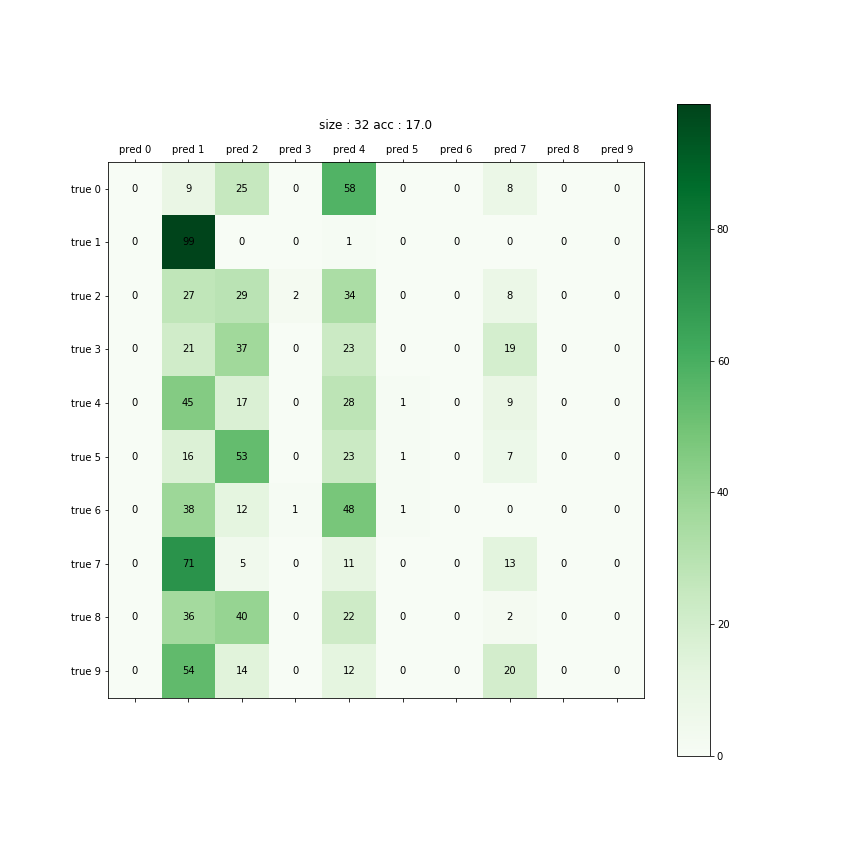 size : 32 acc : 17.0
pred 0 pred 1 pred 2 pred 3 pred 4 pred 5 pred 6 pred 7 pred 8 pred 9
true 0 0 9 25 0 58 0 0 8 0 0
true 1 0 99 0 0 1 0 0 0 0 0
true 2 0 27 29 2 34 0 0 8 0 0
true 3 0 21 37 0 23 0 0 19 0 0
true 4 0 45 17 0 28 1 0 9 0 0
true 5 0 16 53 0 23 1 0 7 0 0
true 6 0 38 12 1 48 1 0 0 0 0
true 7 0 71 5 0 11 0 0 13 0 0
true 8 0 36 40 0 22 0 0 2 0 0
true 9 0 54 14 0 12 0 0 20 0 0
80
60
40
20
0